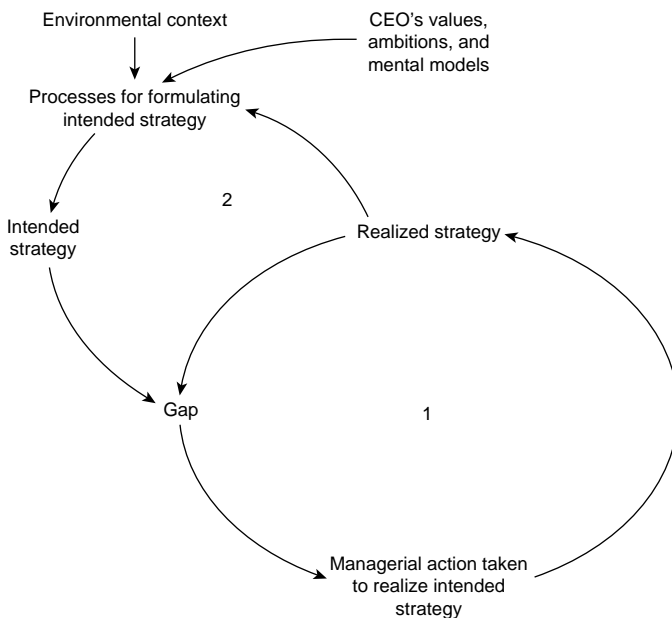 Environmental context
CEO’s values,
ambitions, and
mental models
Processes for formulating
intended strategy
2
Intended
strategy
Realized strategy
Gap
1
Managerial action taken
to realize intended
strategy